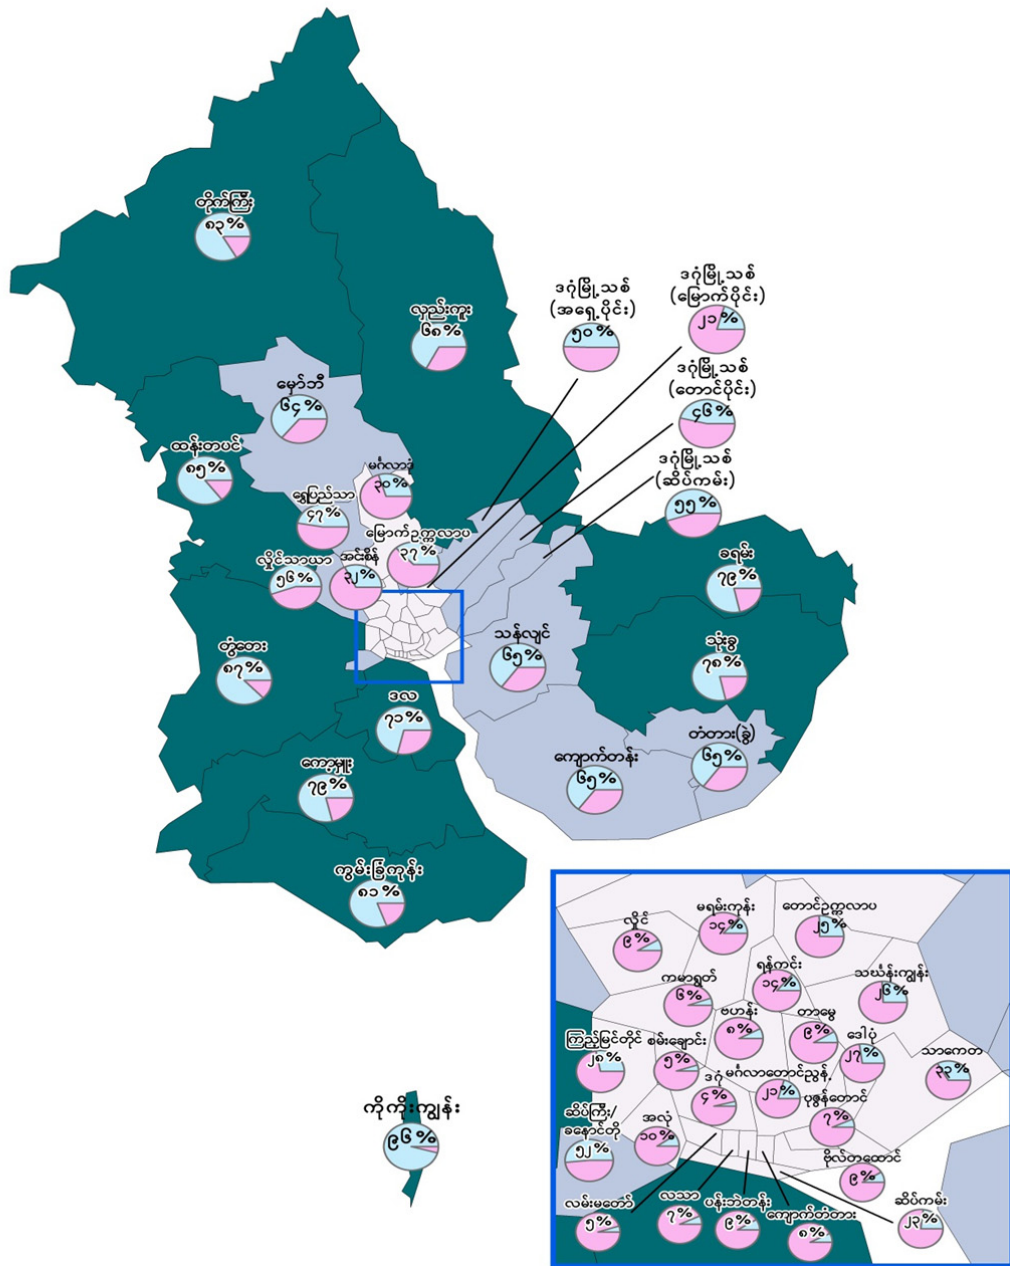 တိုက်ကြီး
၈၃%
လှည်းကူး
၆၈%
ဒဂုံမြို့သစ်
(အရှေ့ပိုင်း)
၅၀%
ဒဂုံမြို့သစ်
(မြောက်ပိုင်း)
၂၁%
ဒဂုံမြို့သစ်
(တောင်ပိုင်း)
၄၆%
ဒဂုံမြို့သစ်
(ဆိပ်ကမ်း)
၅၅%
မှော်ဘီ
၆၄%
ထန်းတပင်
၈၅%
မင်္ဂလာဒုံ
၃၀%
ရွှေပြည်သာ
၄၇%
မြောက်ဥက္ကလာပ
၃၇%
လှိုင်သာယာ
၅၆%
အင်းစိန်
၃၂%
ခရမ်း
၇၉%
သန်လျင်
၆၅%
သုံးခွ
၇၈%
တွံတေး
၈၇%
ဒလ
၇၁%
တံတား(ခွဲ)
၆၅%
ကျောက်တန်း
၆၅%
ကော့မှူး
၇၉%
ကွမ်းခြံကုန်း
၈၁%
ကိုကိုးကျွန်း
၉၆%
လှိုင်
၉%
မရမ်းကုန်း
၁၄%
တောင်ဥက္ကလာပ
၂၅%
ကမာရွတ်
၆%
ရန်ကင်း
၁၄%
သင်္ဃန်းကျွန်း
၂၆%
ဗဟန်း
၈%
တာမွေ
၉%
ဒေါပုံ
၂၇%
သာကေတ
၃၃%
ကြည့်မြင်တိုင်
၂၈%
စမ်းချောင်း
၅%
ဒဂုံ
၄%
မင်္ဂလာတောင်ညွန့်
၂၁%
ပုဇွန်တောင်
၇%
ဆိပ်ကြီး/
ခနောင်တို
၅၂%
အလုံ
၁၀%
ဗိုလ်တထောင်
၉%
လမ်းမတော်
၅%
လသာ
၇%
ပန်းဘဲတန်း
၉%
ကျောက်တံတား
၈%
ဆိပ်ကမ်း
၂၃%